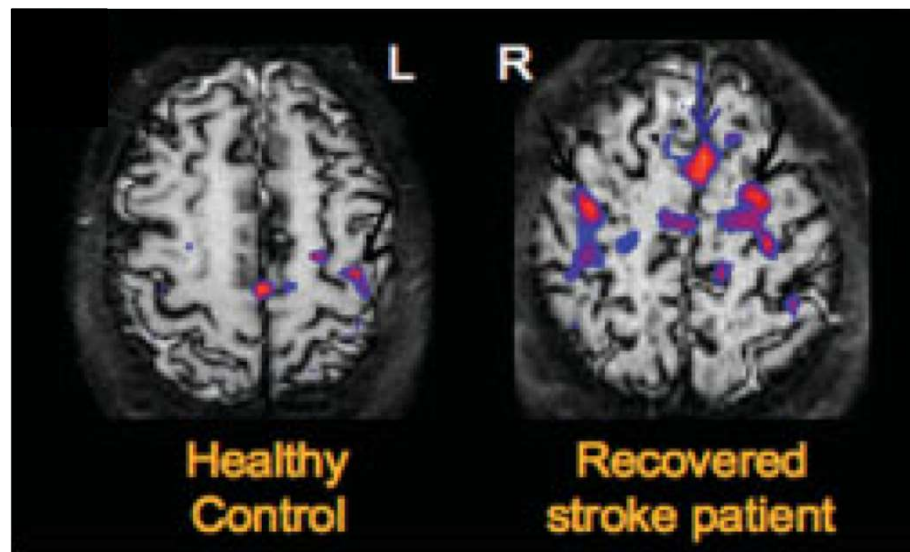 L
R
Healthy
Control
Recovered
stroke patient